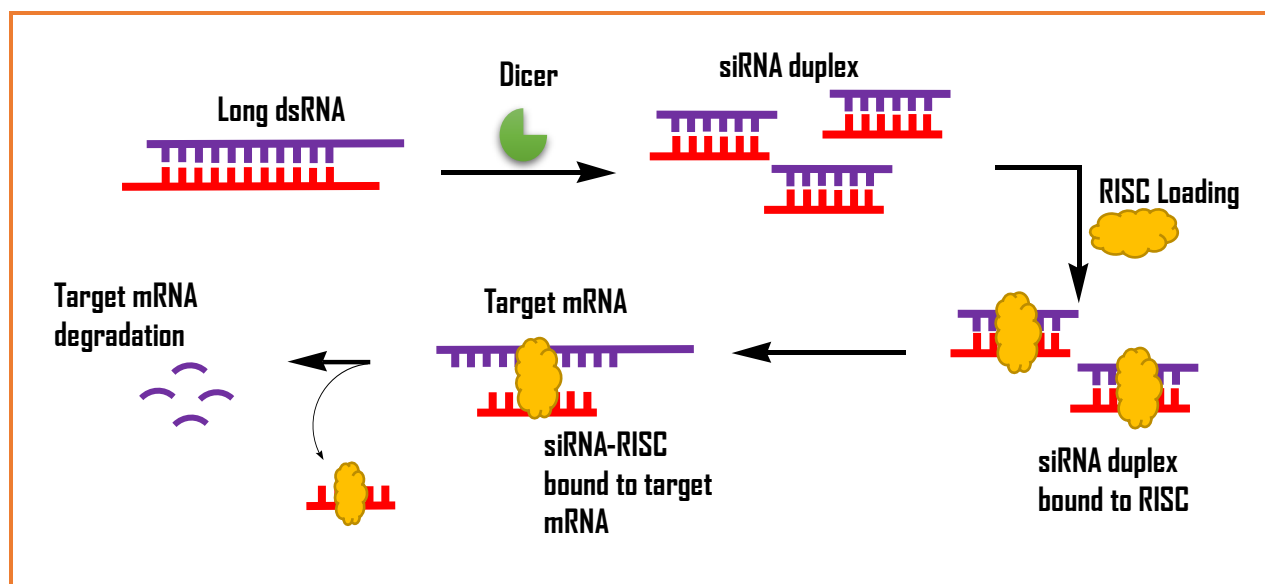 Long dsRNA
Dicer
siRNA duplex
RISC Loading
siRNA duplex
bound to RISC
Target mRNA
siRNA-RISC
bound to target
mRNA
Target mRNA
degradation